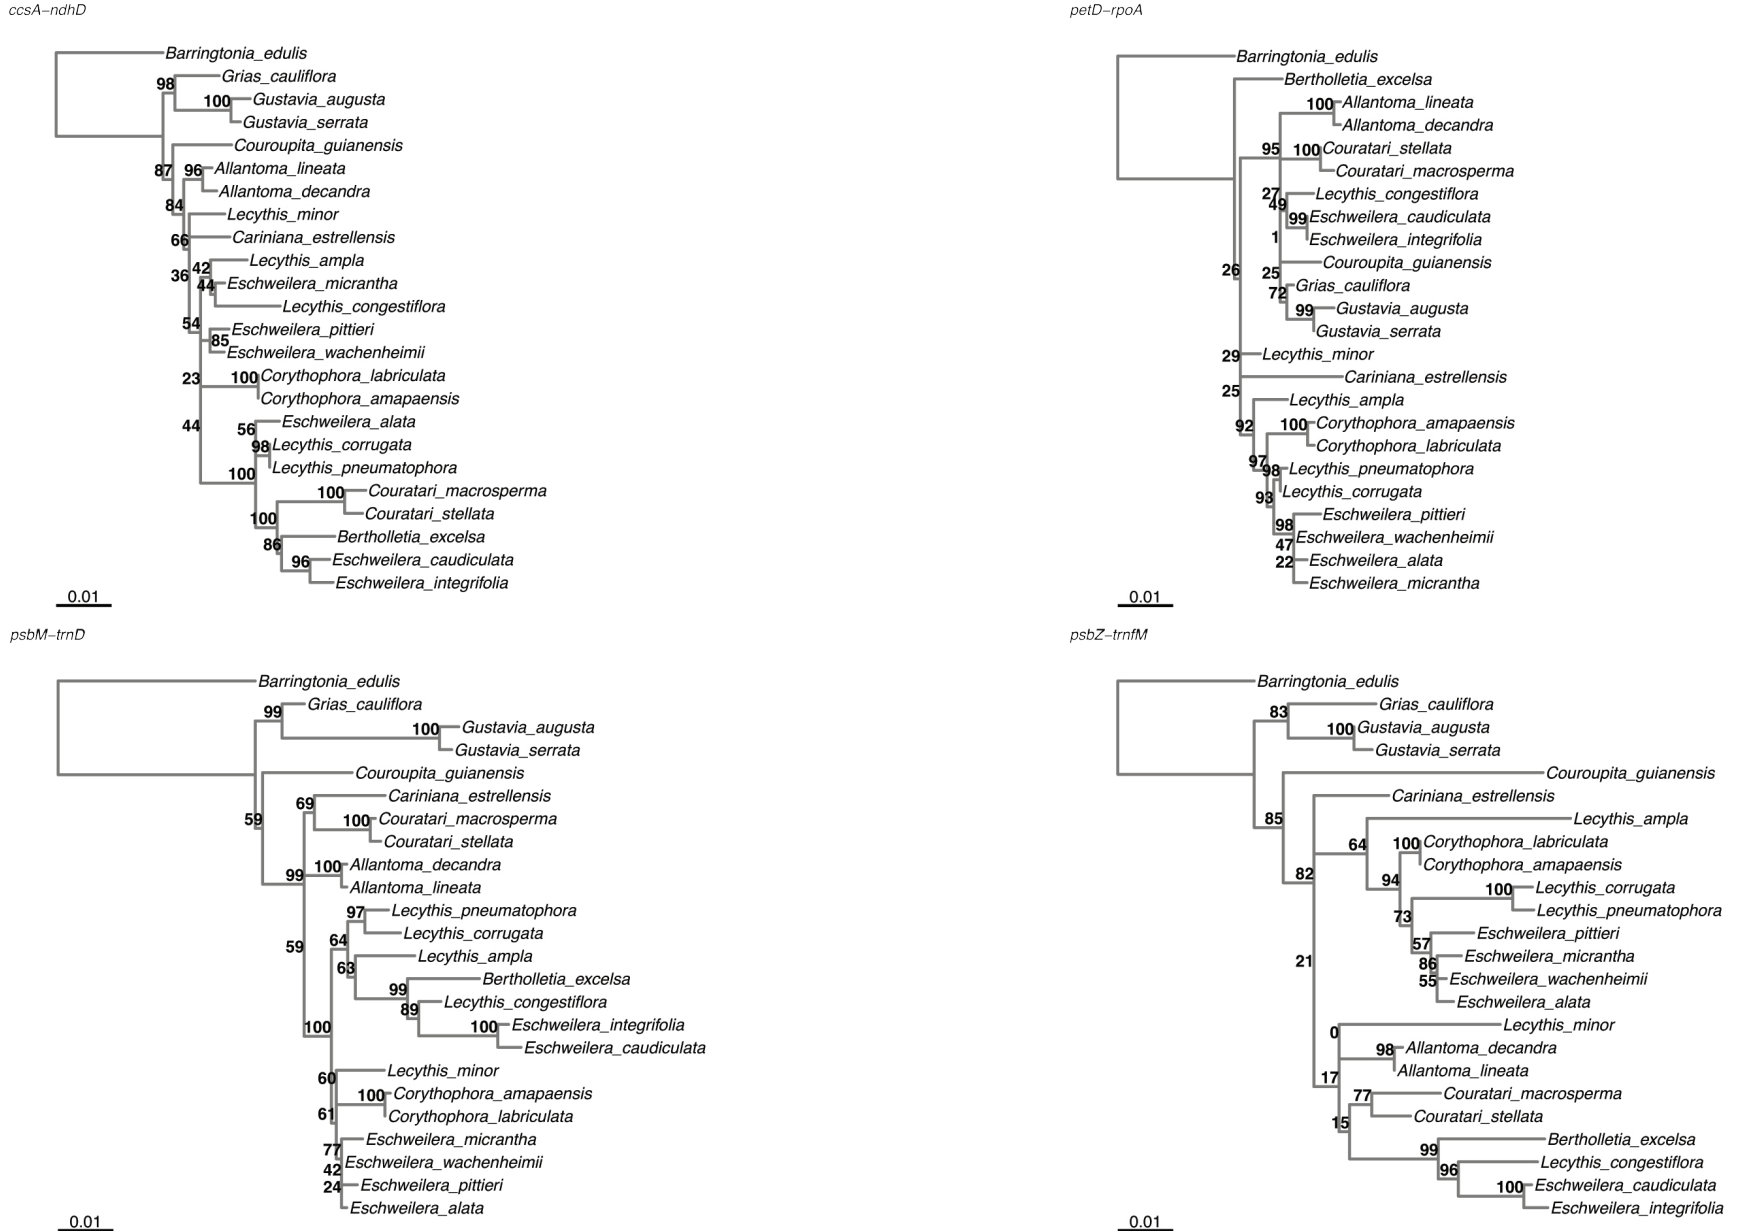 ccsA–ndhD
Barringtonia_edulis
Grias_cauliflora
98
Gustavia_augusta
100
Gustavia_serrata
Couroupita_guianensis
87
Allantoma_lineata
96
Allantoma_decandra
84
Lecythis_minor
66
Cariniana_estrellensis
36
Lecythis_ampla
42
Eschweilera_micrantha
44
Lecythis_congestiflora
54
Eschweilera_pittieri
85
Eschweilera_wachenheimii
23
Corythophora_labriculata
100
Corythophora_amapaensis
44
Eschweilera_alata
56
Lecythis_corrugata
98
Lecythis_pneumatophora
100
Couratari_macrosperma
100
Couratari_stellata
100
Bertholletia_excelsa
86
Eschweilera_caudiculata
96
Eschweilera_integrifolia
0.01
petD–rpoA
Barringtonia_edulis
Bertholletia_excelsa
Allantoma_lineata
100
Allantoma_decandra
95
Couratari_stellata
100
Couratari_macrosperma
27
Lecythis_congestiflora
49
Eschweilera_caudiculata
99
Eschweilera_integrifolia
1
Couroupita_guianensis
26
25
Grias_cauliflora
72
Gustavia_augusta
99
Gustavia_serrata
29
Lecythis_minor
Cariniana_estrellensis
25
Lecythis_ampla
92
Corythophora_amapaensis
100
Corythophora_labriculata
97
98
Lecythis_pneumatophora
Lecythis_corrugata
93
Eschweilera_pittieri
98
Eschweilera_wachenheimii
47
Eschweilera_alata
22
Eschweilera_micrantha
0.01
psbM–trnD
Barringtonia_edulis
Grias_cauliflora
99
Gustavia_augusta
100
Gustavia_serrata
Couroupita_guianensis
59
Cariniana_estrellensis
69
Couratari_macrosperma
100
Couratari_stellata
Allantoma_decandra
100
99
Allantoma_lineata
Lecythis_pneumatophora
97
Lecythis_corrugata
59
64
Lecythis_ampla
63
Bertholletia_excelsa
99
Lecythis_congestiflora
89
Eschweilera_integrifolia
100
100
Eschweilera_caudiculata
Lecythis_minor
60
Corythophora_amapaensis
100
Corythophora_labriculata
61
Eschweilera_micrantha
77
Eschweilera_wachenheimii
42
Eschweilera_pittieri
24
Eschweilera_alata
0.01
psbZ–trnfM
Barringtonia_edulis
Grias_cauliflora
83
Gustavia_augusta
100
Gustavia_serrata
Couroupita_guianensis
Cariniana_estrellensis
85
Lecythis_ampla
64
Corythophora_labriculata
100
Corythophora_amapaensis
82
94
Lecythis_corrugata
100
Lecythis_pneumatophora
73
Eschweilera_pittieri
57
Eschweilera_micrantha
86
21
Eschweilera_wachenheimii
55
Eschweilera_alata
Lecythis_minor
0
Allantoma_decandra
98
Allantoma_lineata
17
Couratari_macrosperma
77
Couratari_stellata
15
Bertholletia_excelsa
99
Lecythis_congestiflora
96
Eschweilera_caudiculata
100
Eschweilera_integrifolia
0.01